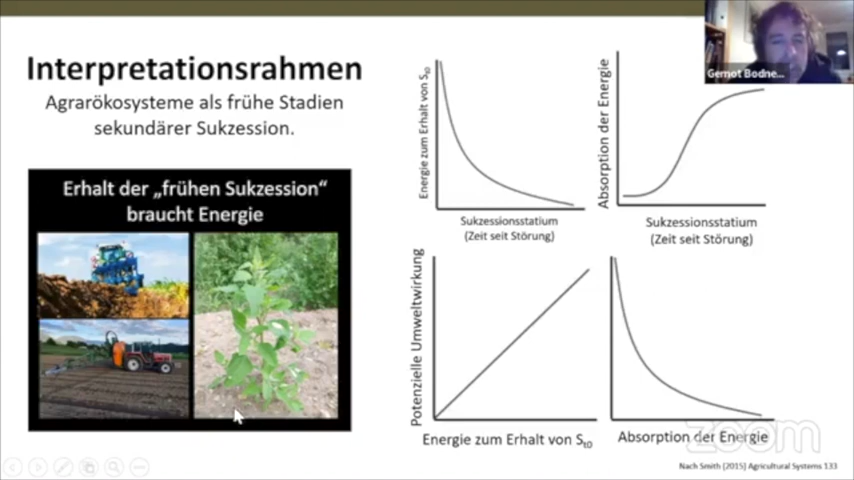 Interpretationsrahmen
Agrarökosysteme als frühe Stadien
sekundärer Sukzession.
Erhalt der „frühen Sukzession“
braucht Energie
Energie zum Erhalt von St0
Sukzessionsstatium
(Zeit seit Störung)
Absorption der Energie
Sukzessionsstatium
(Zeit seit Störung)
Potenzielle Umweltwirkung
Energie zum Erhalt von St0
Absorption der Energie
Nach Smith (2015) Agricultural Systems 133
Gernot Bodne...
zoom